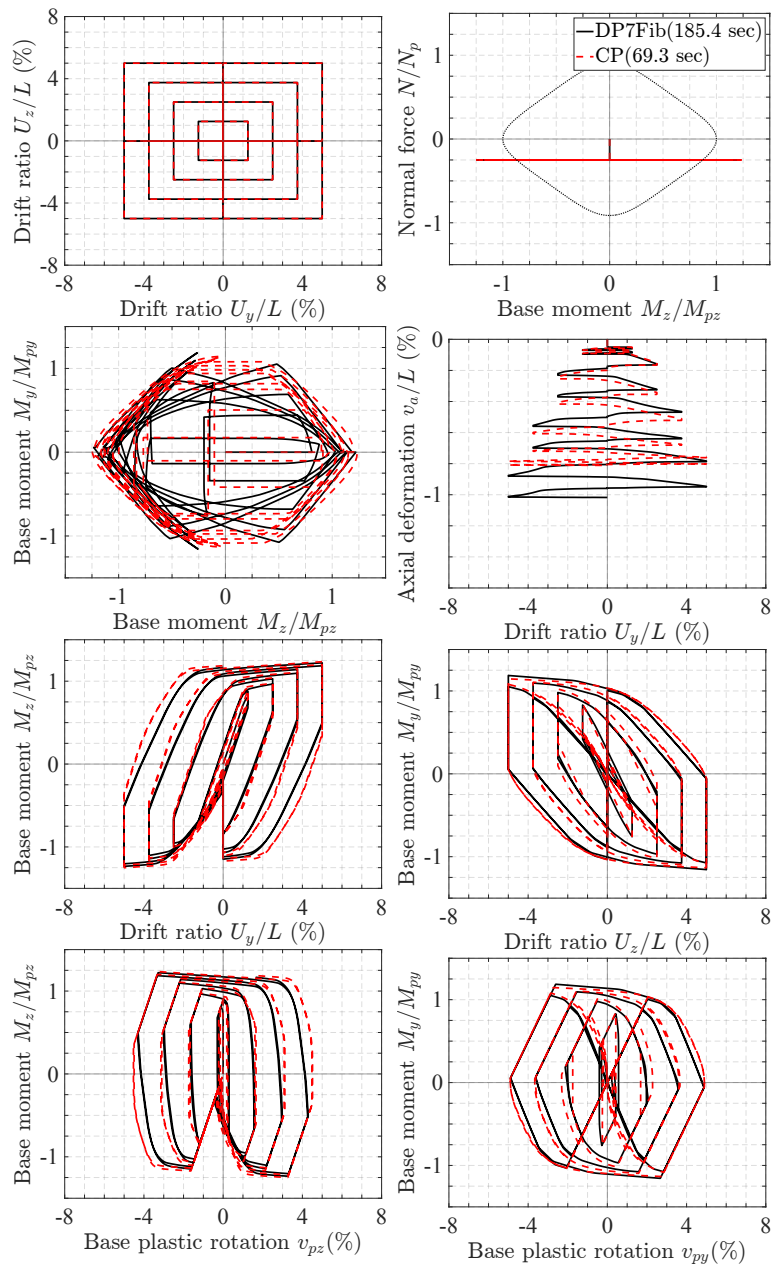 8
4
0
-4
-8
-8 -4 0 4 8
Drift ratio U_z/L (%)
Drift ratio U_y/L (%)
DP7Fib(185.4 sec)
CP(69.3 sec)
1
0
-1
-1 0 1
Normal force N/N_p
Base moment M_z/M_pz
1
0
-1
-1 0 1
Base moment M_y/M_py
Base moment M_z/M_pz
0
-1
-8 -4 0 4 8
Axial deformation v_a/L (%)
Drift ratio U_y/L (%)
1
0
-1
-8 -4 0 4 8
Base moment M_z/M_pz
Drift ratio U_y/L (%)
1
0
-1
-8 -4 0 4 8
Base moment M_y/M_py
Drift ratio U_z/L (%)
1
0
-1
-8 -4 0 4 8
Base moment M_z/M_pz
Base plastic rotation v_pz(%)
1
0
-1
-8 -4 0 4 8
Base moment M_y/M_py
Base plastic rotation v_py(%)